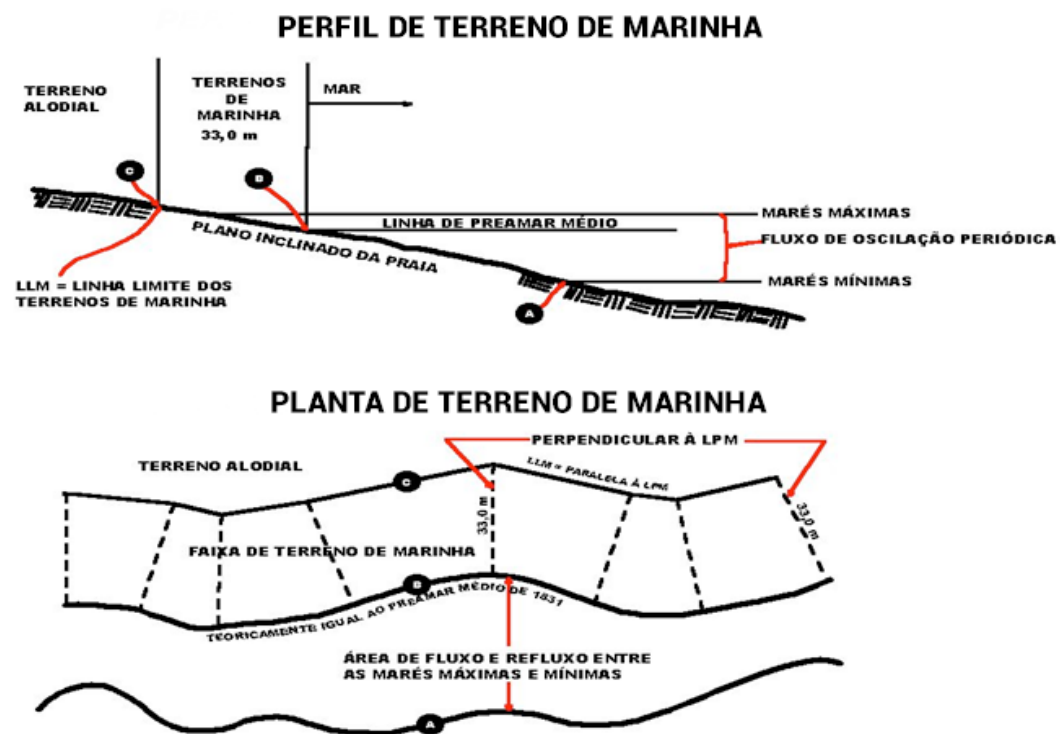 PERFIL DE TERRENO DE MARINHA
TERRENO
ALODIAL
TERRENOS
DE
MARINHA
33,0 m
MAR
C
B
LINHA DE PREAMAR MÉDIO
PLANO INCLINADO DA PRAIA
MARÉS MÁXIMAS
FLUXO DE OSCILAÇÃO PERIÓDICA
MARÉS MÍNIMAS
LLM = LINHA LIMITE DOS
TERRENOS DE MARINHA
A
PLANTA DE TERRENO DE MARINHA
PERPENDICULAR À LPM
TERRENO ALODIAL
C
LLM = PARALELA À LPM
33,0 m
33,0 m
FAIXA DE TERRENO DE MARINHA
B
TEORICAMENTE IGUAL AO PREAMAR MÉDIO DE 1831
ÁREA DE FLUXO E REFLUXO ENTRE
AS MARÉS MÁXIMAS E MÍNIMAS
A